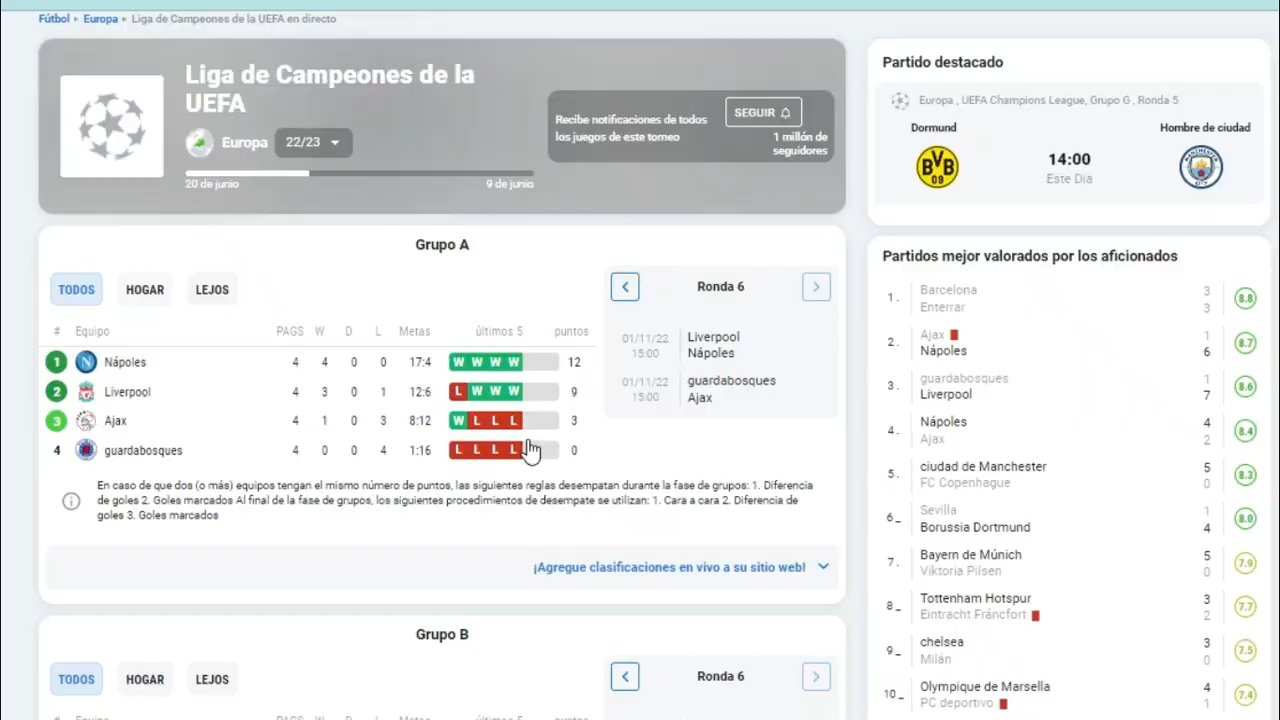 Fútbol • Europa • Liga de Campeones de la UEFA en directo
Liga de Campeones de la
UEFA
Europa 22/23
20 de junio 9 de junio
Recibe notificaciones de todos
los juegos de este torneo
SEGUIR
1 millón de
seguidores
Grupo A
TODOS HOGAR LEJOS
# Equipo PAGS W D L Metas últimos 5 puntos
1 Nápoles 4 4 0 0 17:4 W W W W 12
2 Liverpool 4 3 0 1 12:6 L W W W 9
3 Ajax 4 1 0 3 8:12 W L L L 3
4 guardabosques 4 0 0 4 1:16 L L L L 0
Ronda 6
01/11/22 Liverpool
15:00 Nápoles
01/11/22 guardabosques
15:00 Ajax
En caso de que dos (o más) equipos tengan el mismo número de puntos, las siguientes reglas desempatan durante la fase de grupos: 1. Diferencia
de goles 2. Goles marcados Al final de la fase de grupos, los siguientes procedimientos de desempate se utilizan: 1. Cara a cara 2. Diferencia de
goles 3. Goles marcados
¡Agregue clasificaciones en vivo a su sitio web!
Grupo B
TODOS HOGAR LEJOS
Ronda 6
# Equipo PAGS W D L Metas últimos 5 puntos
Partido destacado
Europa , UEFA Champions League, Grupo G , Ronda 5
Dormund Hombre de ciudad
BVB
09
14:00
Este Dia
Partidos mejor valorados por los aficionados
1. Barcelona 3
Enterrar 3
8.8
2. Ajax 1
Nápoles 6
8.7
3. guardabosques 1
Liverpool 7
8.6
4. Nápoles 4
Ajax 2
8.4
5. ciudad de Manchester 5
FC Copenhague 0
8.3
6_ Sevilla 1
Borussia Dortmund 4
8.0
7. Bayern de Múnich 5
Viktoria Pilsen 0
7.9
8_ Tottenham Hotspur 3
Eintracht Fráncfort 2
7.7
9_ chelsea 3
Milán 0
7.5
10_ Olympique de Marsella 4
PC deportivo 1
7.4